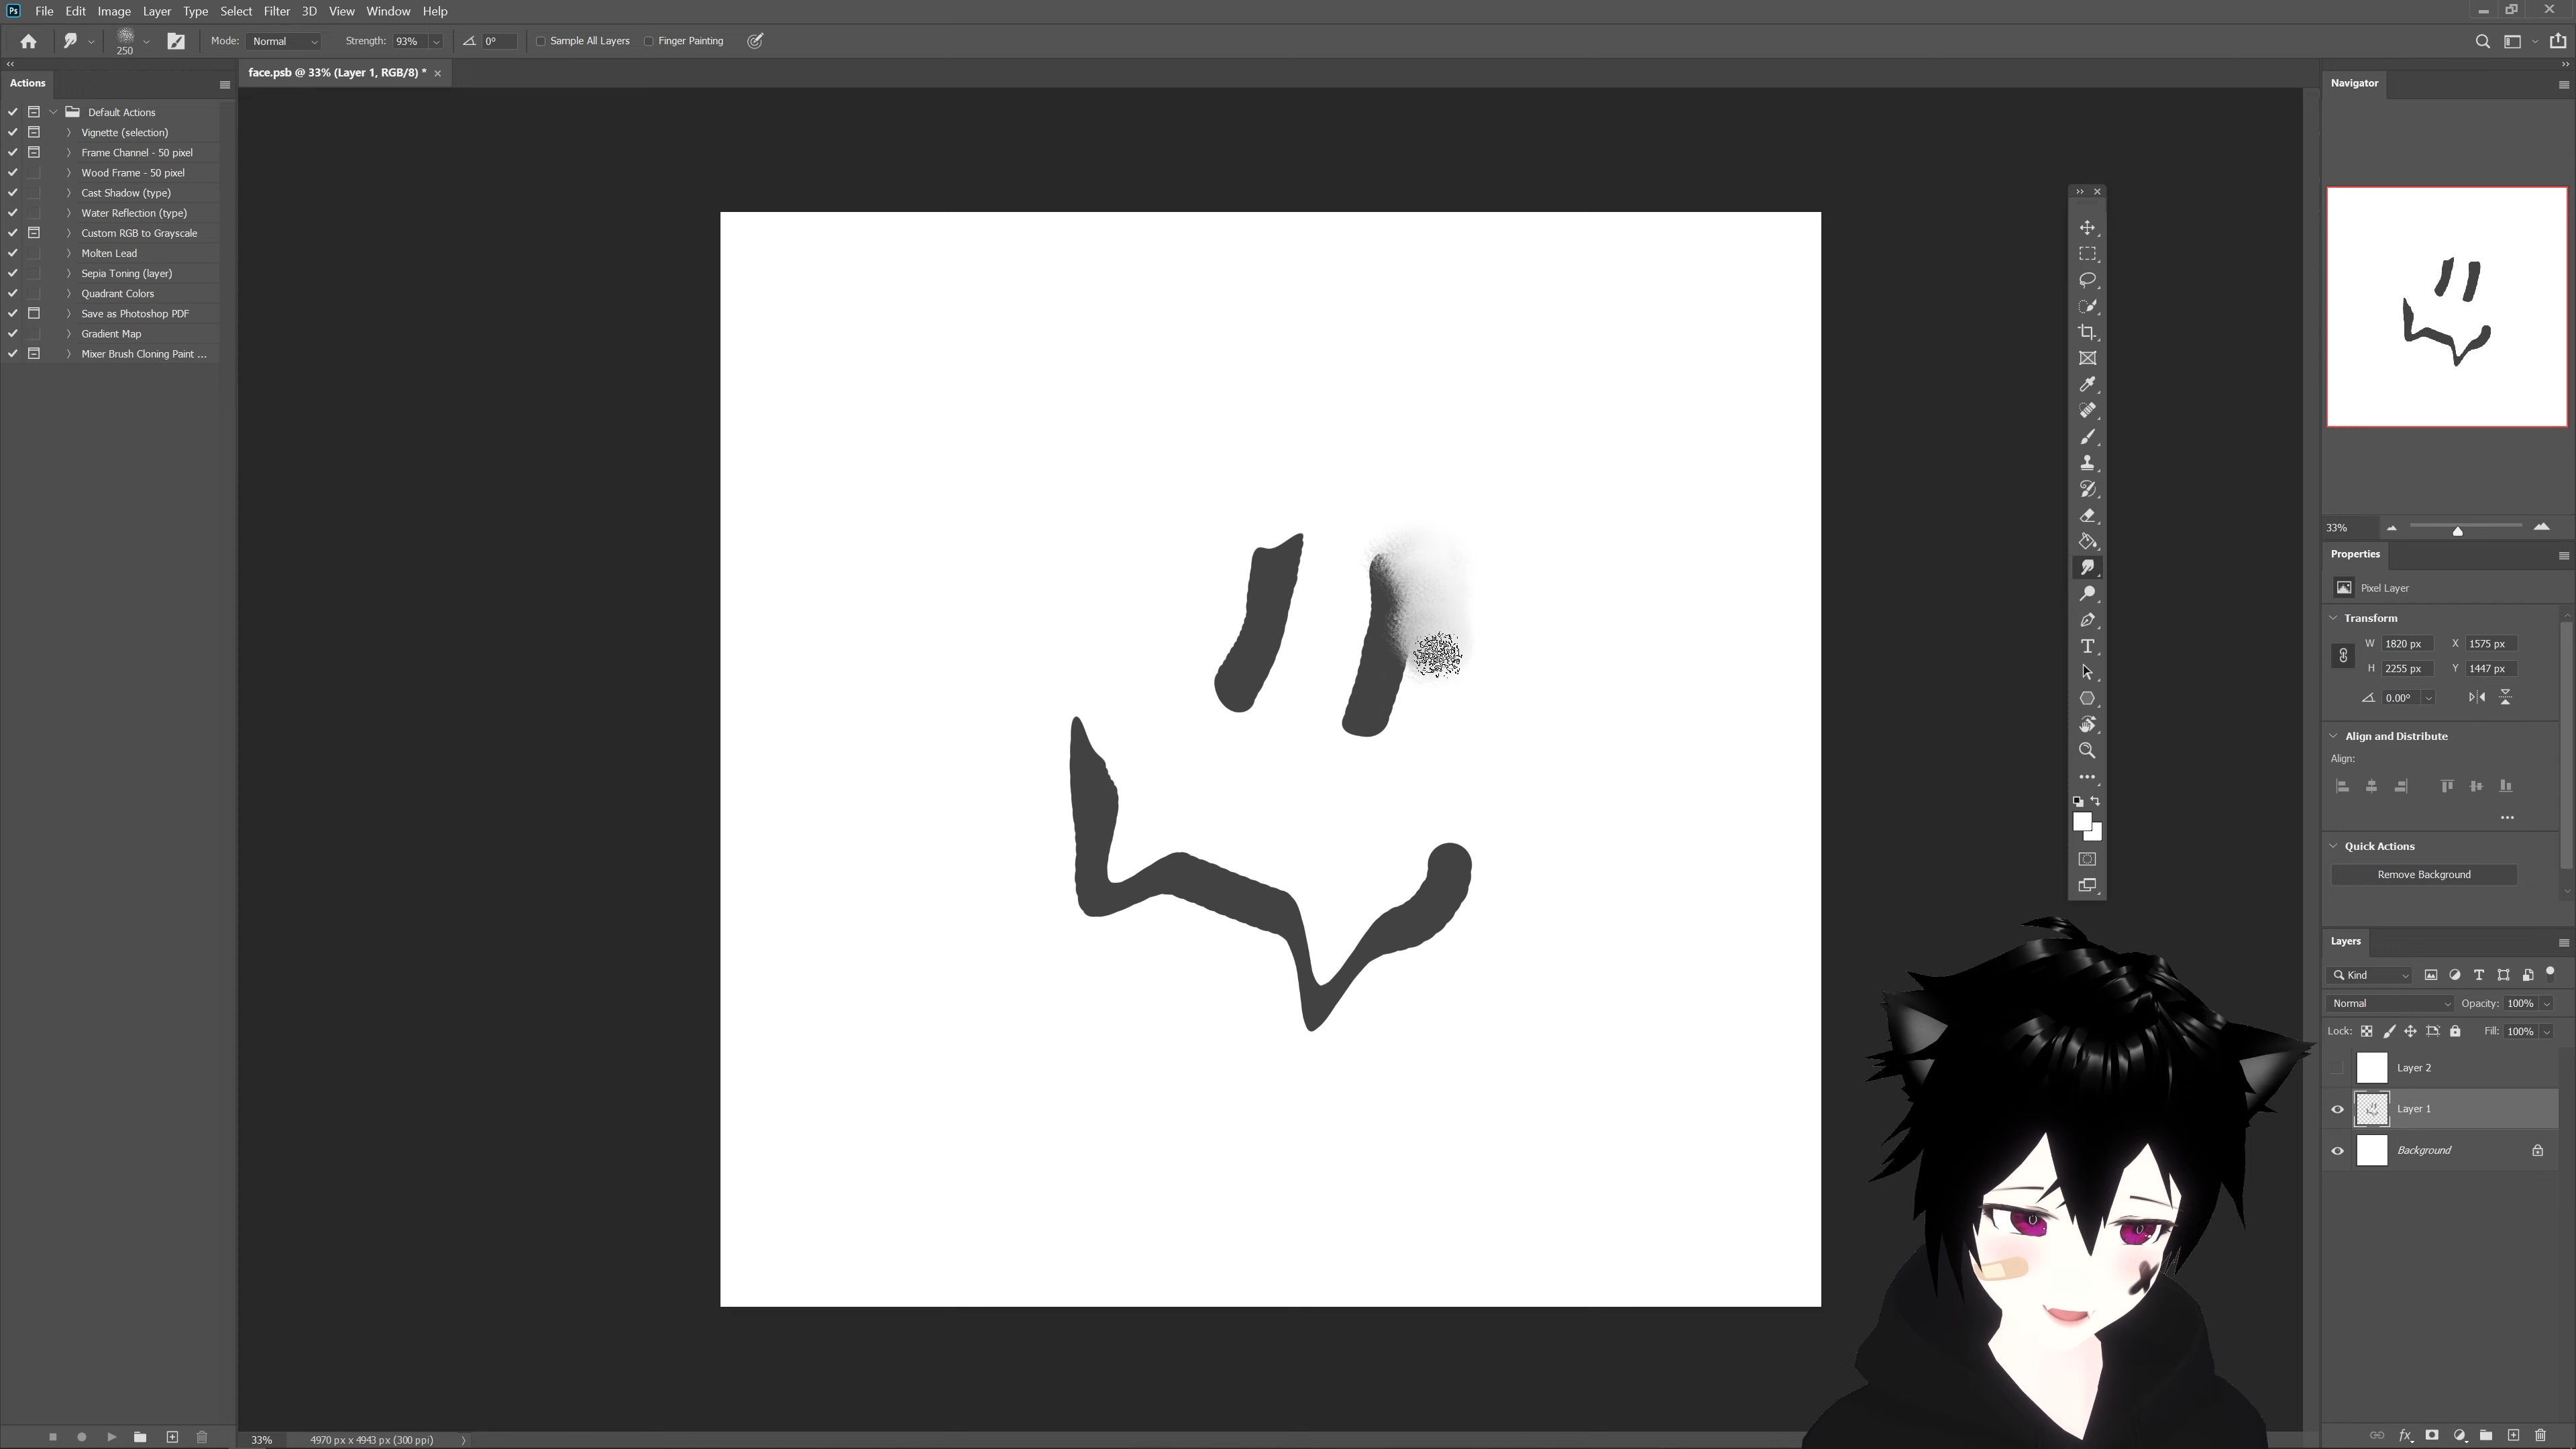 Ps File Edit Image Layer Type Select Filter 3D View Window Help
250 Mode: Normal Strength: 93% 0° Sample All Layers Finger Painting
Actions
face.psb @ 33% (Layer 1, RGB/8) *
Default Actions
Vignette (selection)
Frame Channel - 50 pixel
Wood Frame - 50 pixel
Cast Shadow (type)
Water Reflection (type)
Custom RGB to Grayscale
Molten Lead
Sepia Toning (layer)
Quadrant Colors
Save as Photoshop PDF
Gradient Map
Mixer Brush Cloning Paint ...
33% 4970 px x 4943 px (300 ppi)
Navigator
33%
Properties
Pixel Layer
Transform
W 1820 px X 1575 px
H 2255 px Y 1447 px
0.00°
Align and Distribute
Align:
Quick Actions
Remove Background
Layers
Kind
Normal Opacity: 100%
Lock: Fill: 100%
Layer 2
Layer 1
Background
fx